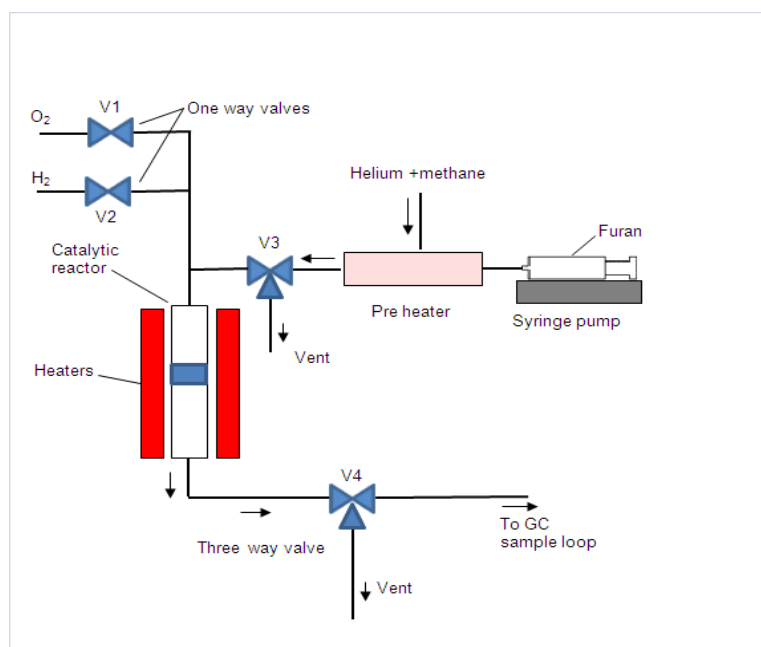 V1
One way valves
O2
H2
V2
Helium +methane
Furan
Catalytic
reactor
V3
Pre heater
Syringe pump
Vent
Heaters
V4
To GC
sample loop
Three way valve
Vent